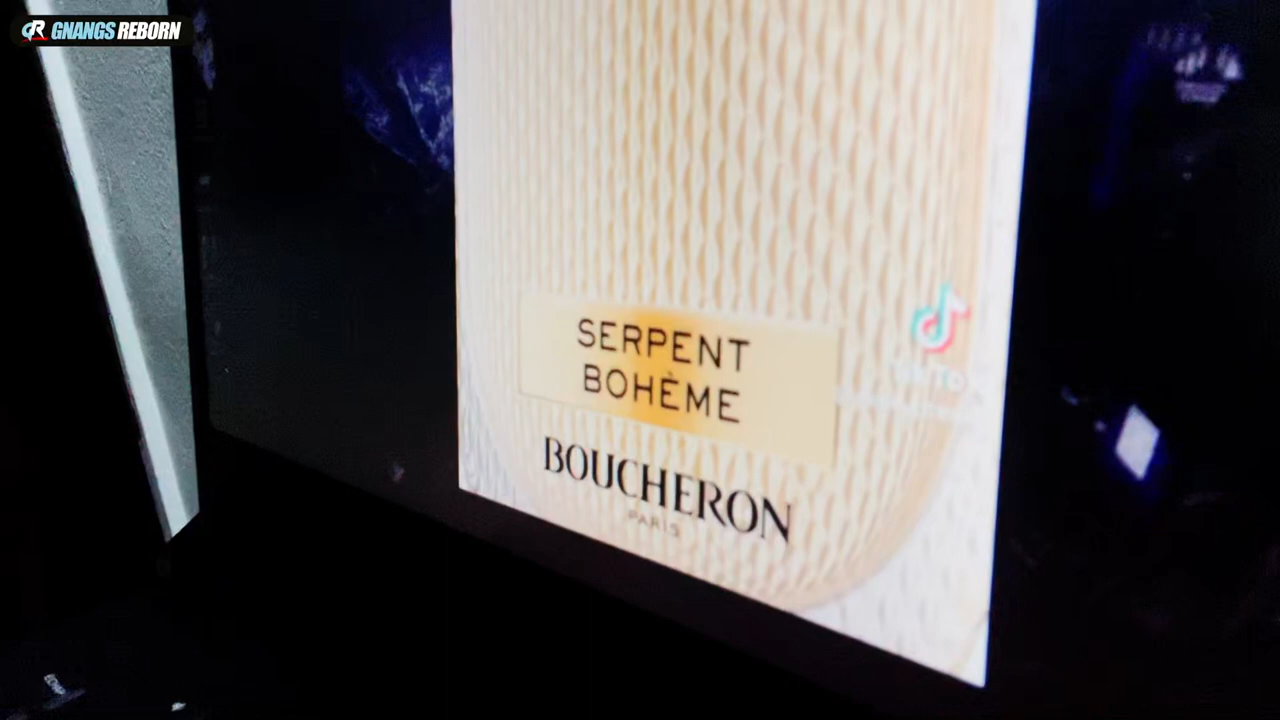 GNANGS REBORN
SERPENT
BOHÈME
BOUCHERON
PARIS